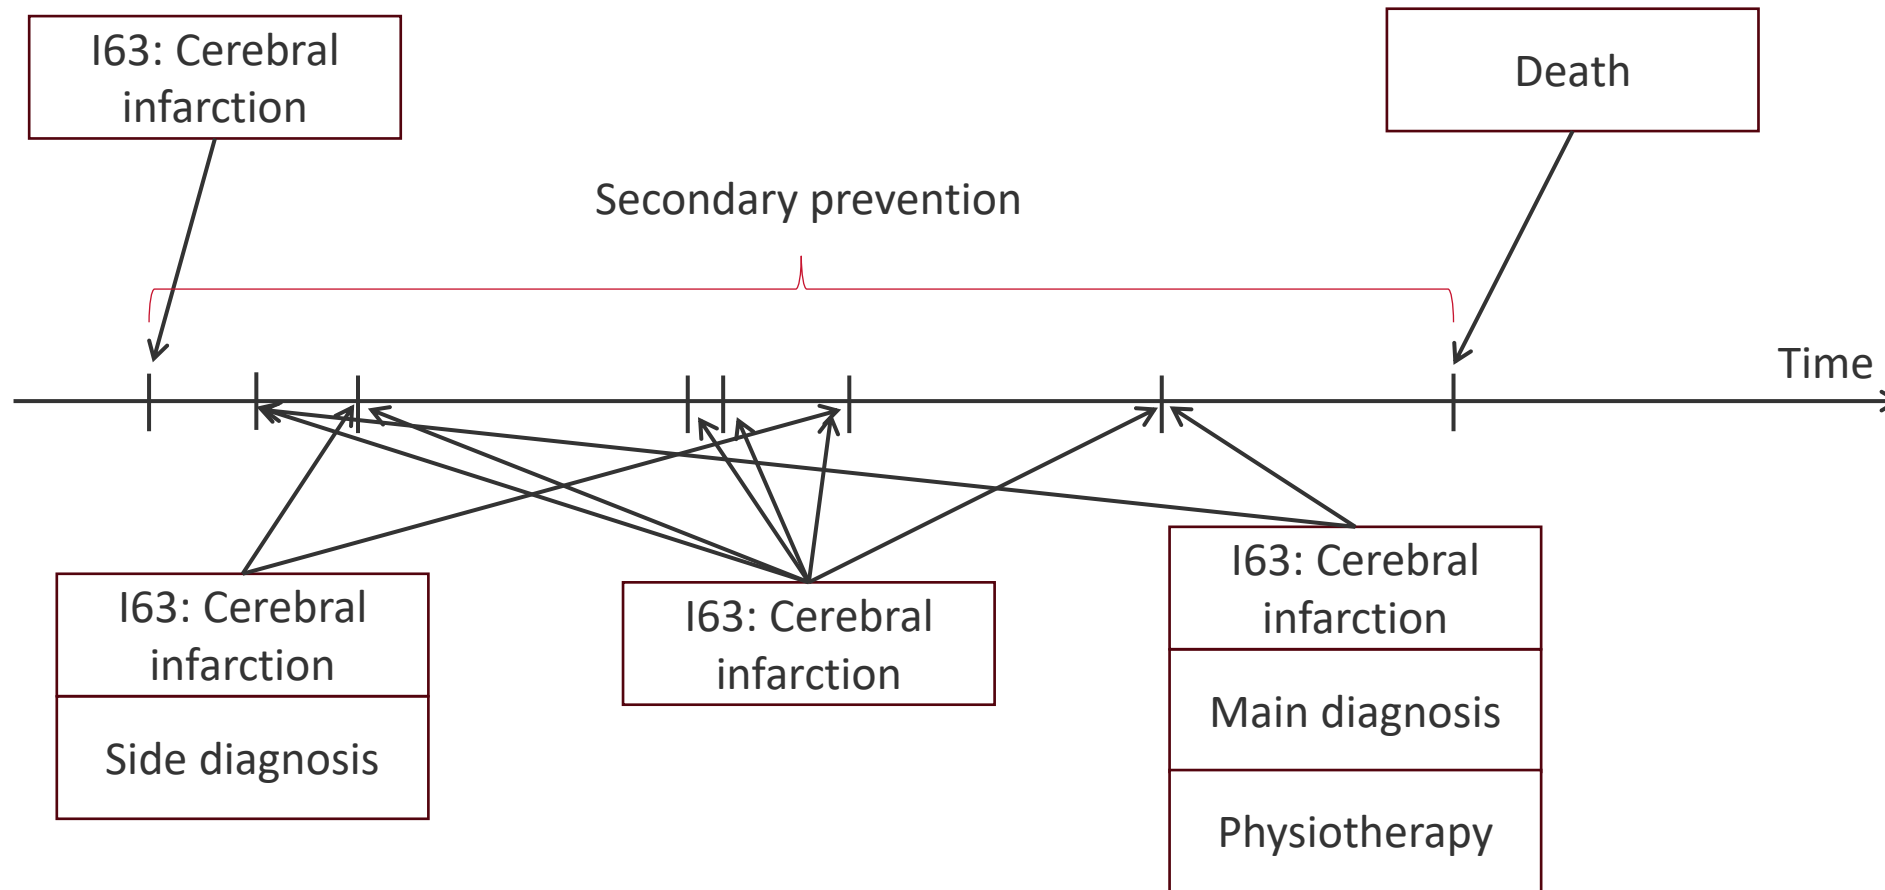 I63: Cerebral
infarction
Death
Secondary prevention
Time
I63: Cerebral
infarction
Side diagnosis
I63: Cerebral
infarction
I63: Cerebral
infarction
Main diagnosis
Physiotherapy